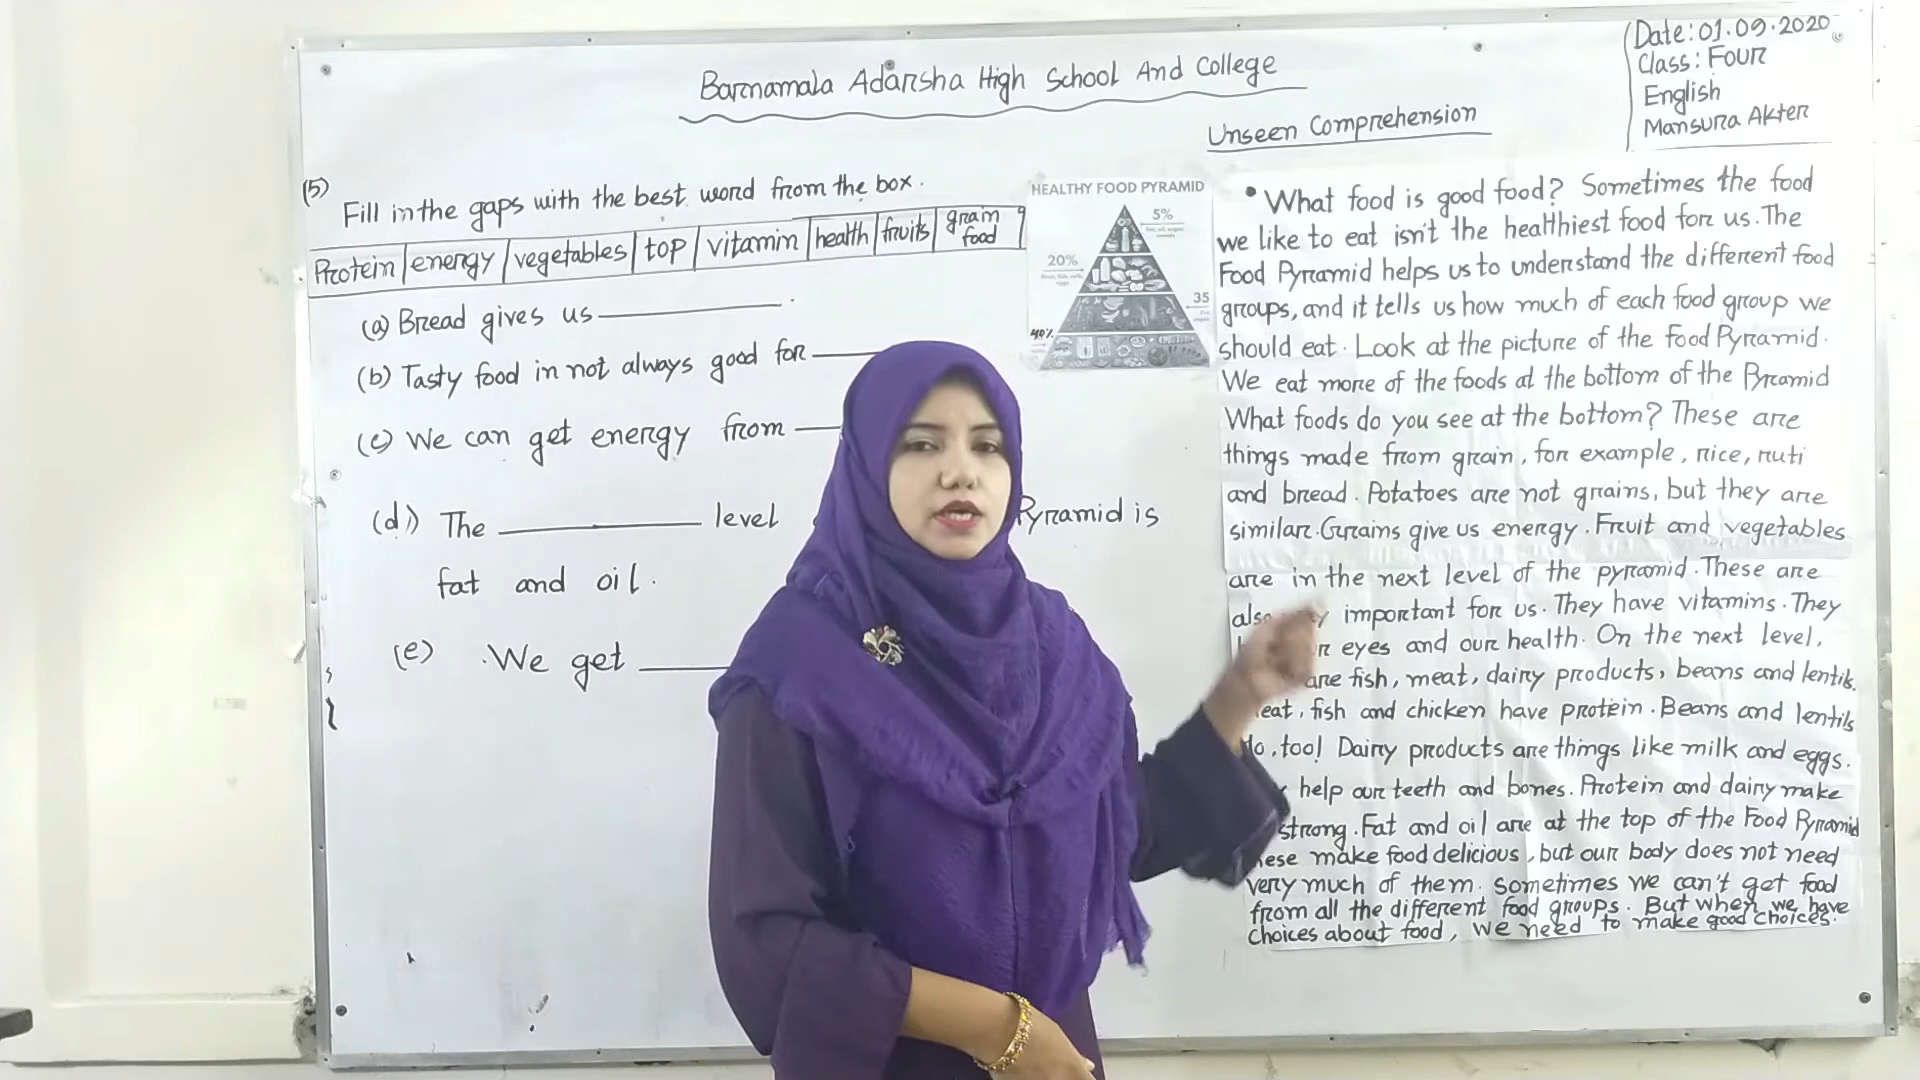 Barnamala Adarsha High School And College
Date: 01.09.2020
Class: Four
English
Mansura Akter
Unseen Comprehension
(5) Fill in the gaps with the best word from the box.
Protein energy vegetables top vitamin health fruits grain food
(a) Bread gives us
(b) Tasty food in not always good for
(c) We can get energy from
(d) The level Pyramid is
fat and oil.
(e) We get
HEALTHY FOOD PYRAMID
5%
20%
35
40%
• What food is good food? Sometimes the food
we like to eat isn't the healthiest food for us. The
Food Pyramid helps us to understand the different food
groups, and it tells us how much of each food group we
should eat. Look at the picture of the Food Pyramid.
We eat more of the foods at the bottom of the Pyramid
What foods do you see at the bottom? These are
things made from grain, for example, rice, ruti
and bread. Potatoes are not grains, but they are
similar. Grains give us energy. Fruit and vegetables
are in the next level of the pyramid. These are
important for us. They have vitamins. They
eyes and our health. On the next level,
are fish, meat, dairy products, beans and lentils.
eat, fish and chicken have protein. Beans and lentils
do, too! Dairy products are things like milk and eggs.
help our teeth and bones. Protein and dairy make
strong. Fat and oil are at the top of the Food Pyramid
ese make food delicious, but our body does not need
very much of them. Sometimes we can't get food
from all the different food groups. But when we have
choices about food, we need to make good choices.